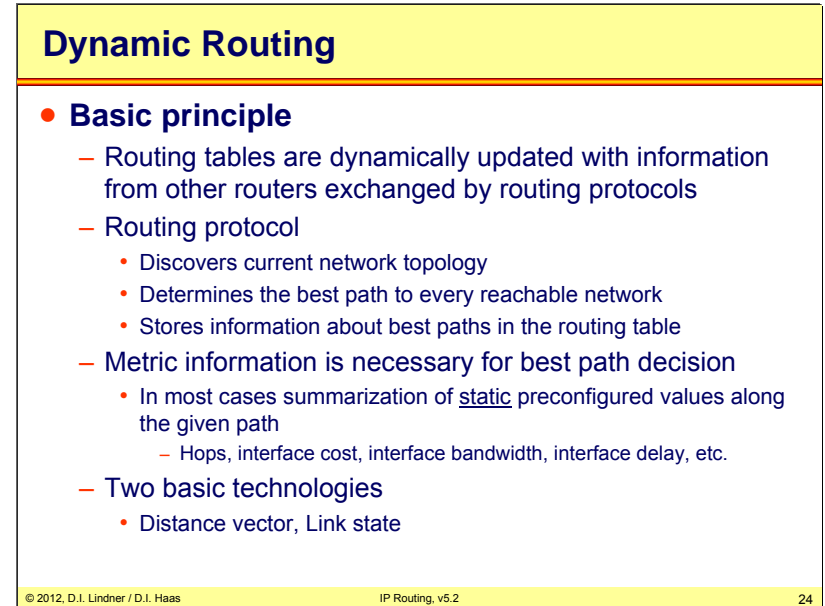 Dynamic Routing
• Basic principle
– Routing tables are dynamically updated with information
from other routers exchanged by routing protocols
– Routing protocol
• Discovers current network topology
• Determines the best path to every reachable network
• Stores information about best paths in the routing table
– Metric information is necessary for best path decision
• In most cases summarization of static preconfigured values along
the given path
– Hops, interface cost, interface bandwidth, interface delay, etc.
– Two basic technologies
• Distance vector, Link state
© 2012, D.I. Lindner / D.I. Haas IP Routing, v5.2 24